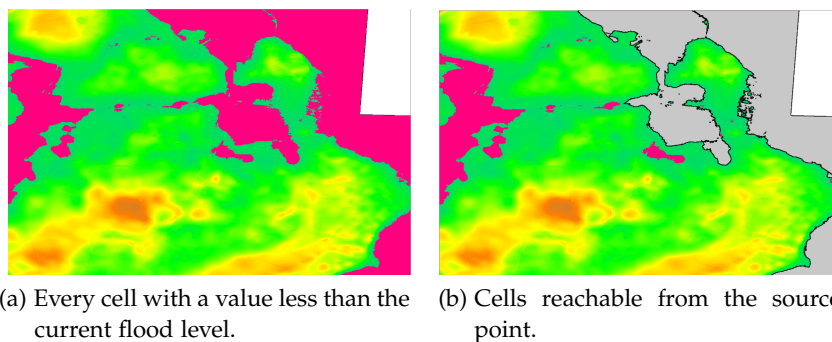 (a) Every cell with a value less than the
current flood level.
(b) Cells reachable from the source
point.